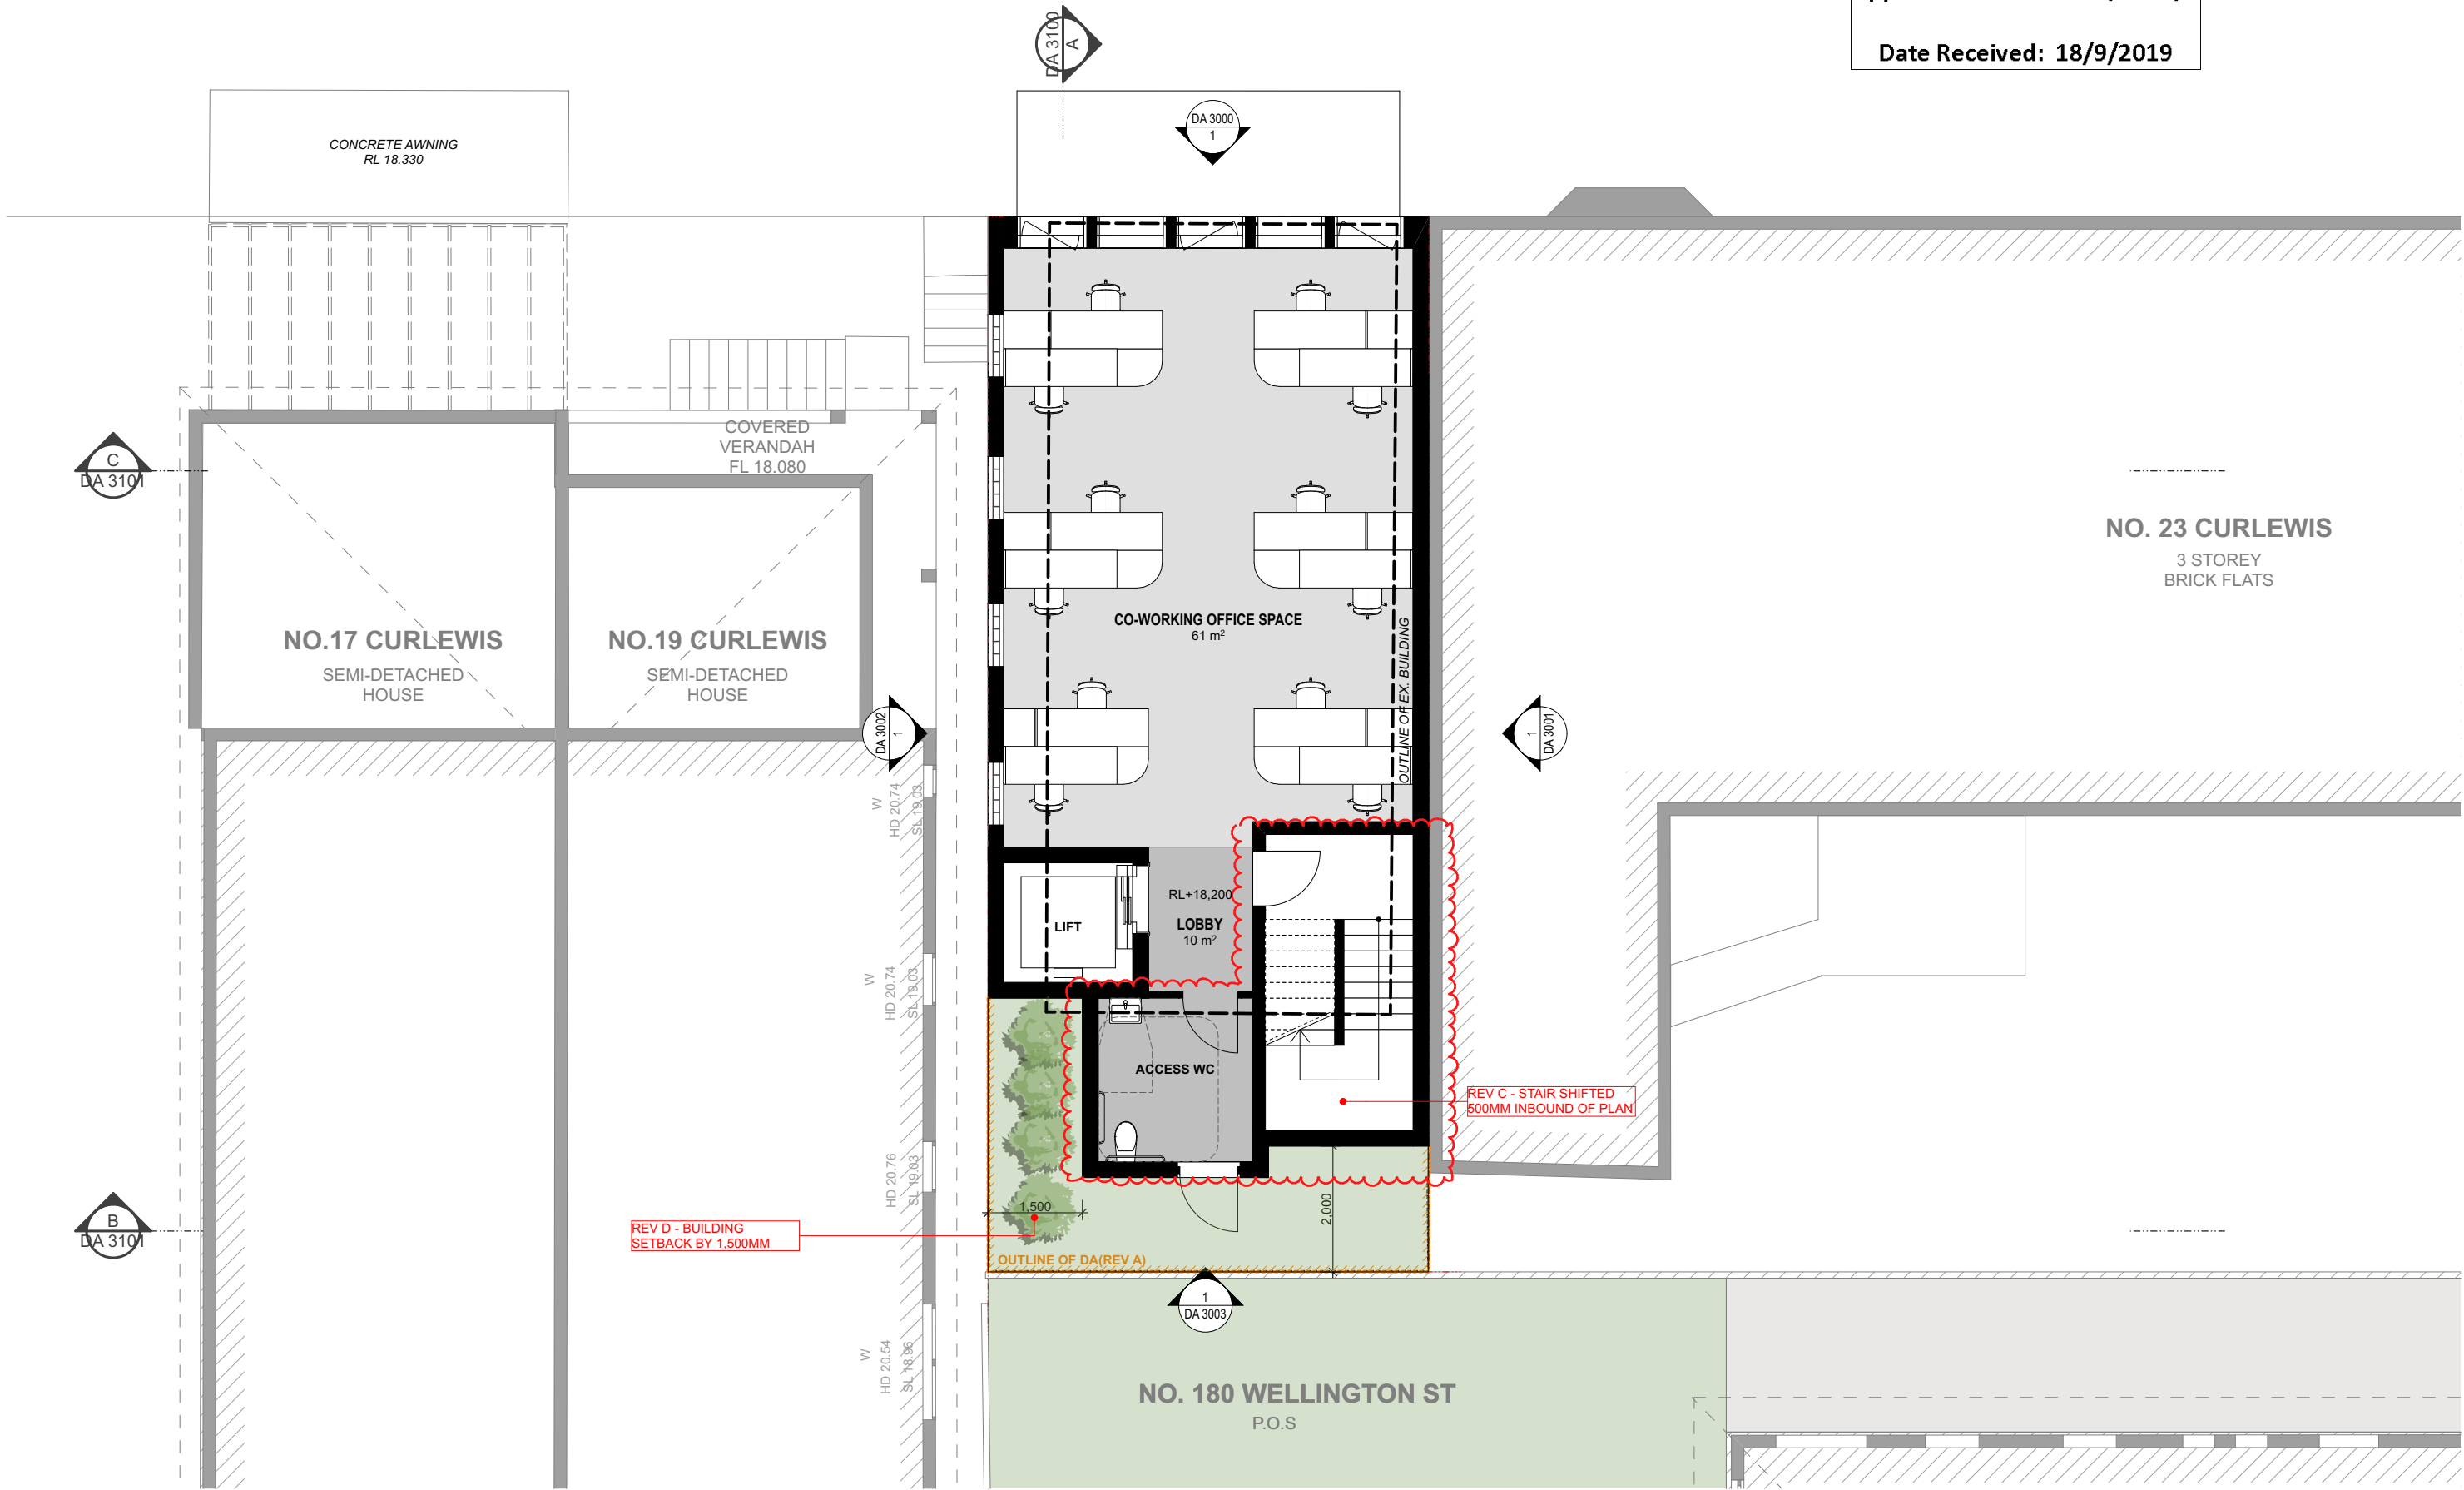 Date Received: 18/9/2019
DA 3100
A
DA 3000
1
CONCRETE AWNING
RL 18.330
COVERED
VERANDAH
FL 18.080
C
DA 3101
NO. 23 CURLEWIS
3 STOREY
BRICK FLATS
CO-WORKING OFFICE SPACE
61 m²
OUTLINE OF EX. BUILDING
NO.17 CURLEWIS
SEMI-DETACHED
HOUSE
NO.19 CURLEWIS
SEMI-DETACHED
HOUSE
DA 3002
1
1
DA 3001
W
HD 20.74
SL 19.03
RL+18,200
LOBBY
10 m²
LIFT
W
HD 20.74
SL 19.03
ACCESS WC
REV C - STAIR SHIFTED
500MM INBOUND OF PLAN
HD 20.76
SL 19.03
1,500
2,000
REV D - BUILDING
SETBACK BY 1,500MM
B
DA 3101
OUTLINE OF DA(REV A)
1
DA 3003
W
HD 20.54
SL 18.96
NO. 180 WELLINGTON ST
P.O.S